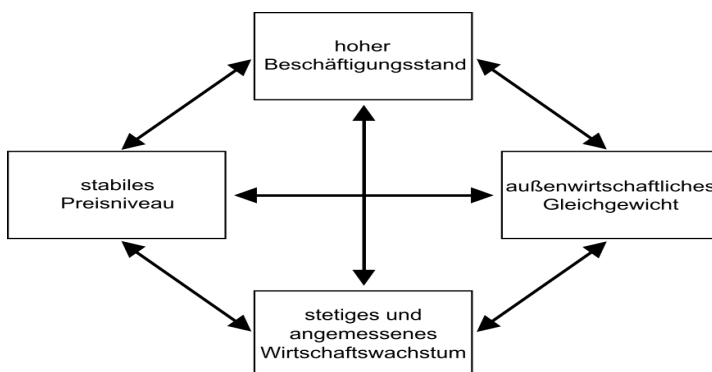 hoher
Beschäftigungsstand
stabiles
Preisniveau
außenwirtschaftliches
Gleichgewicht
stetiges und
angemessenes
Wirtschaftswachstum